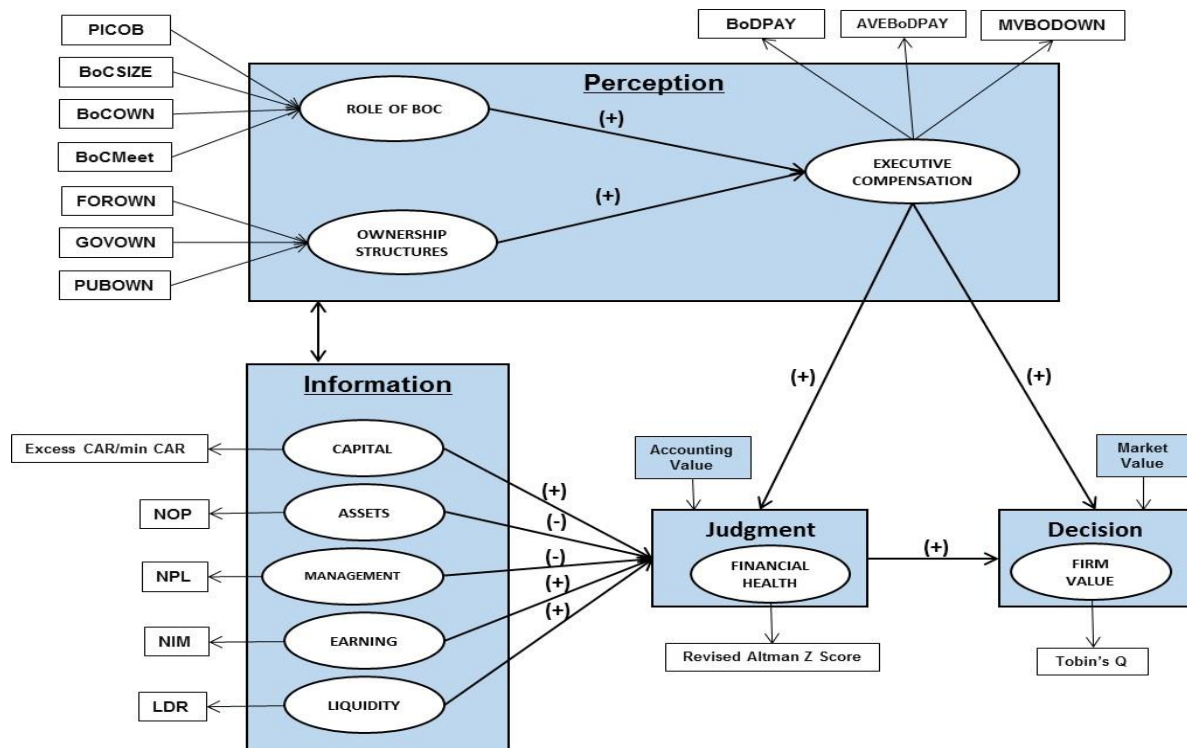 PICOB
BoCSIZE
BoCOWN
BoCMeet
FOROWN
GOVOWN
PUBOWN
BoDPAY
AVEBoDPAY
MVBODOWN
Perception
ROLE OF BOC
(+)
EXECUTIVE
COMPENSATION
(+)
OWNERSHIP
STRUCTURES
Information
(+)
(+)
Excess CAR/min CAR
CAPITAL
(+)
NOP
ASSETS
(-)
NPL
MANAGEMENT
(-)
NIM
EARNING
(+)
LDR
LIQUIDITY
(+)
Accounting
Value
Judgment
FINANCIAL
HEALTH
Revised Altman Z Score
(+)
Market
Value
Decision
FIRM
VALUE
Tobin's Q